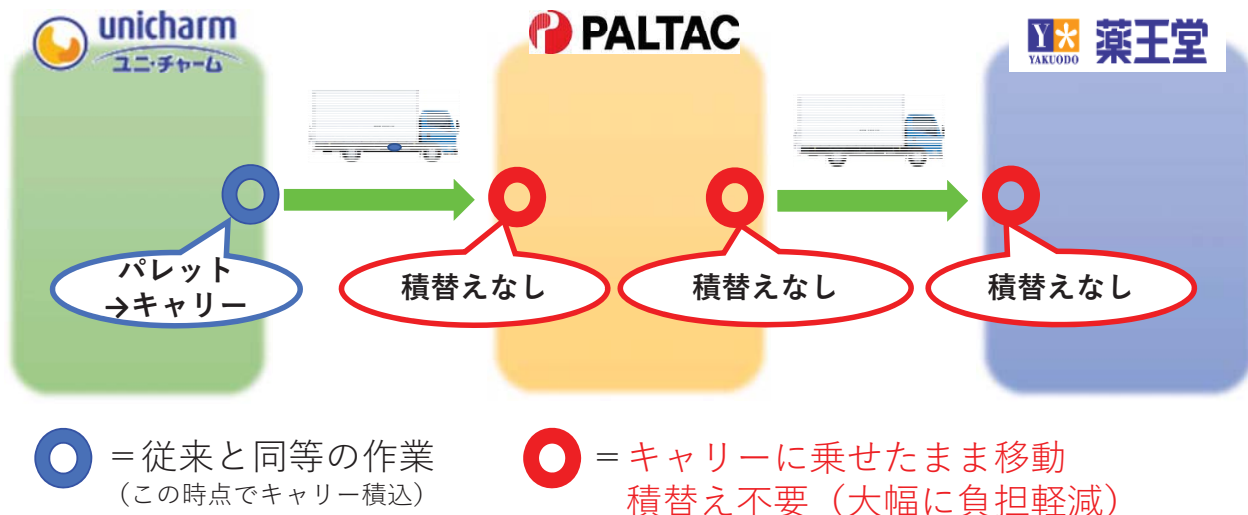 unicharm
ユニ・チャーム
PALTAC
YAKUODO
薬王堂
パレット
→キャリー
積替えなし
積替えなし
積替えなし
＝従来と同等の作業
（この時点でキャリー積込）
＝キャリーに乗せたまま移動
積替え不要（大幅に負担軽減）